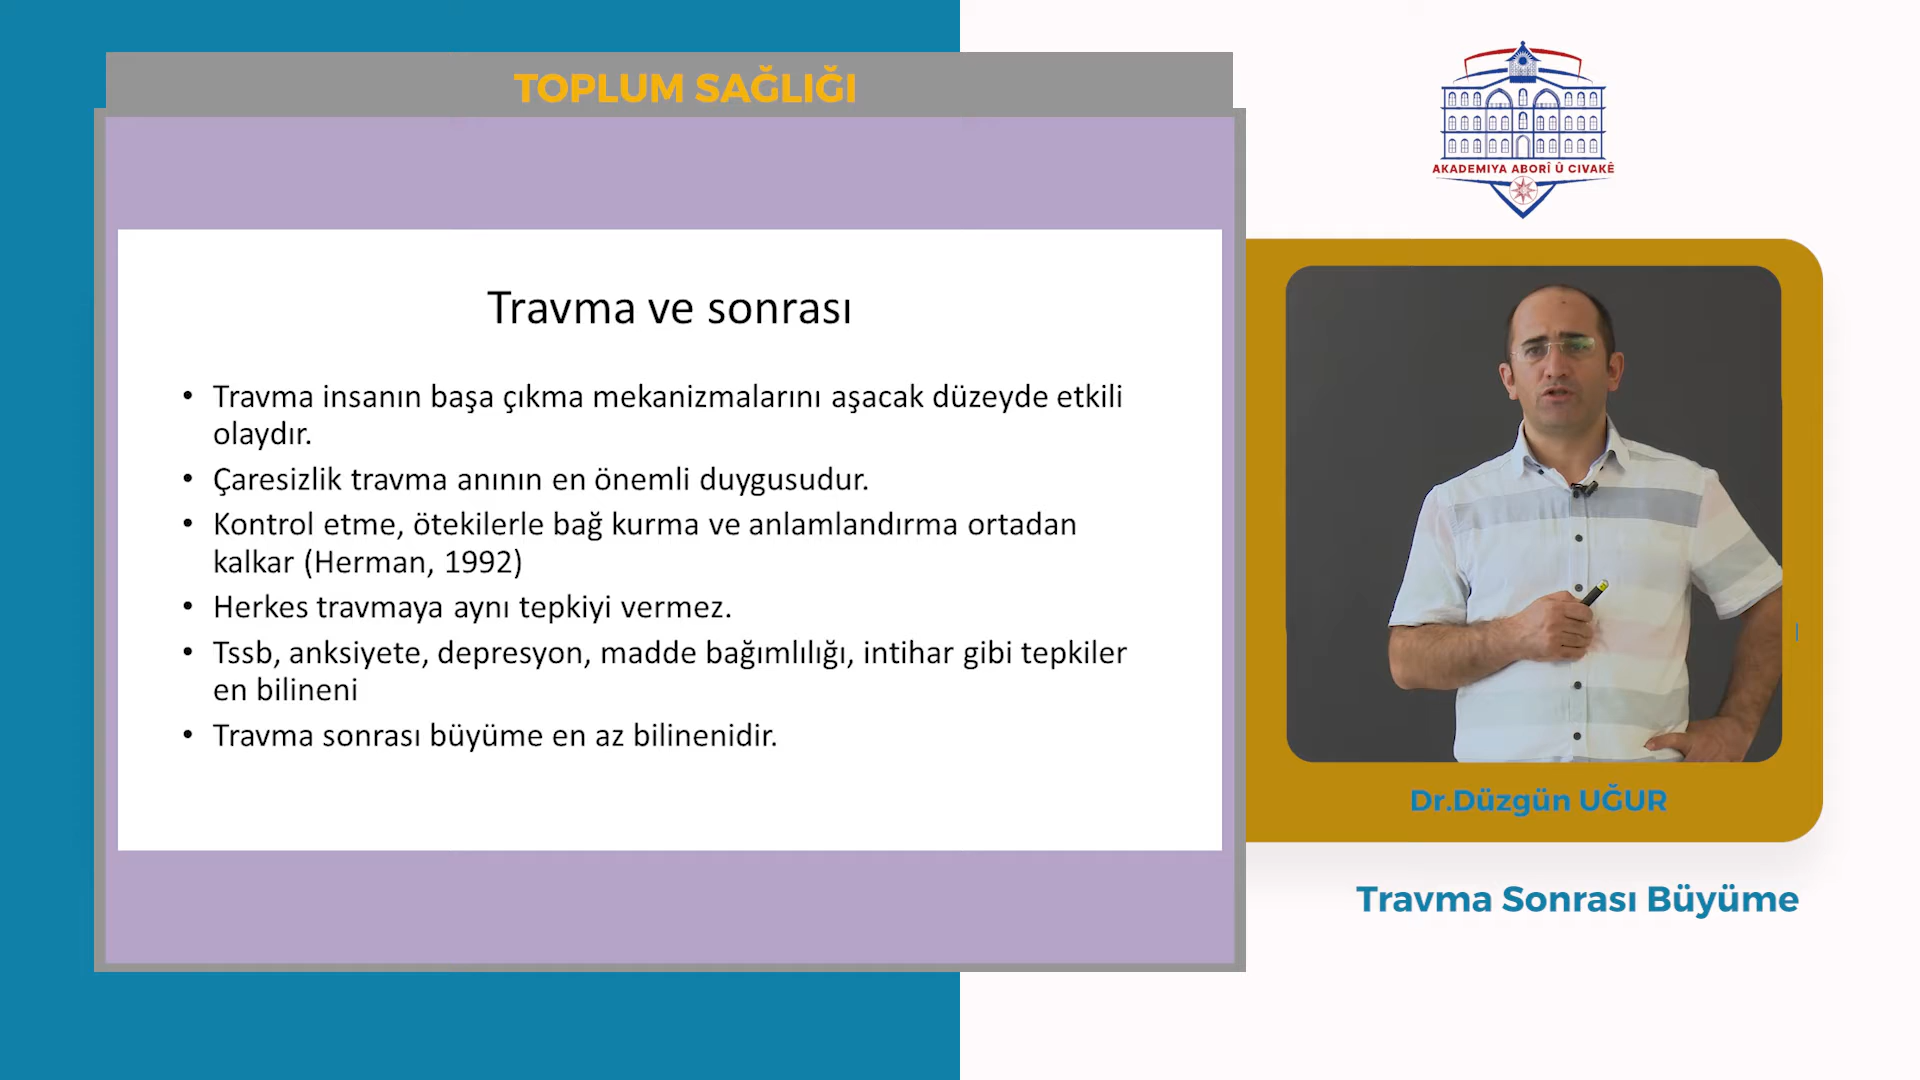 TOPLUM SAĞLIĞI
Travma ve sonrası
• Travma insanın başa çıkma mekanizmalarını aşacak düzeyde etkili
olaydır.
• Çaresizlik travma anının en önemli duygusudur.
• Kontrol etme, ötekilerle bağ kurma ve anlamlandırma ortadan
kalkar (Herman, 1992)
• Herkes travmaya aynı tepkiyi vermez.
• Tssb, anksiyete, depresyon, madde bağımlılığı, intihar gibi tepkiler
en bilineni
• Travma sonrası büyüme en az bilinenidir.
AKADEMIYA ABORÎ Û CIVAKÊ
Dr.Düzgün UĞUR
Travma Sonrası Büyüme